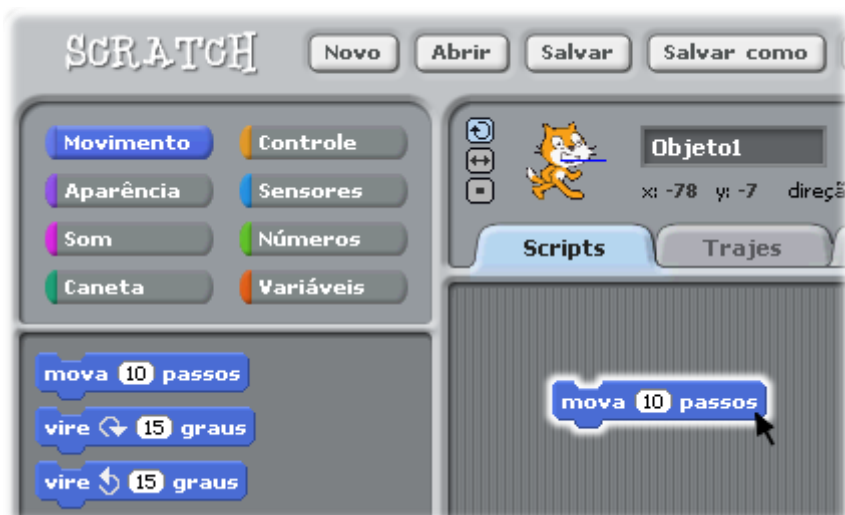 SCRATCH Novo Abrir Salvar Salvar como
Movimento Controle
Aparência Sensores
Som Números
Caneta Variáveis
Objeto1
x: -78 y: -7 direçã
Scripts Trajes
mova 10 passos
vire 15 graus
vire 15 graus
mova 10 passos